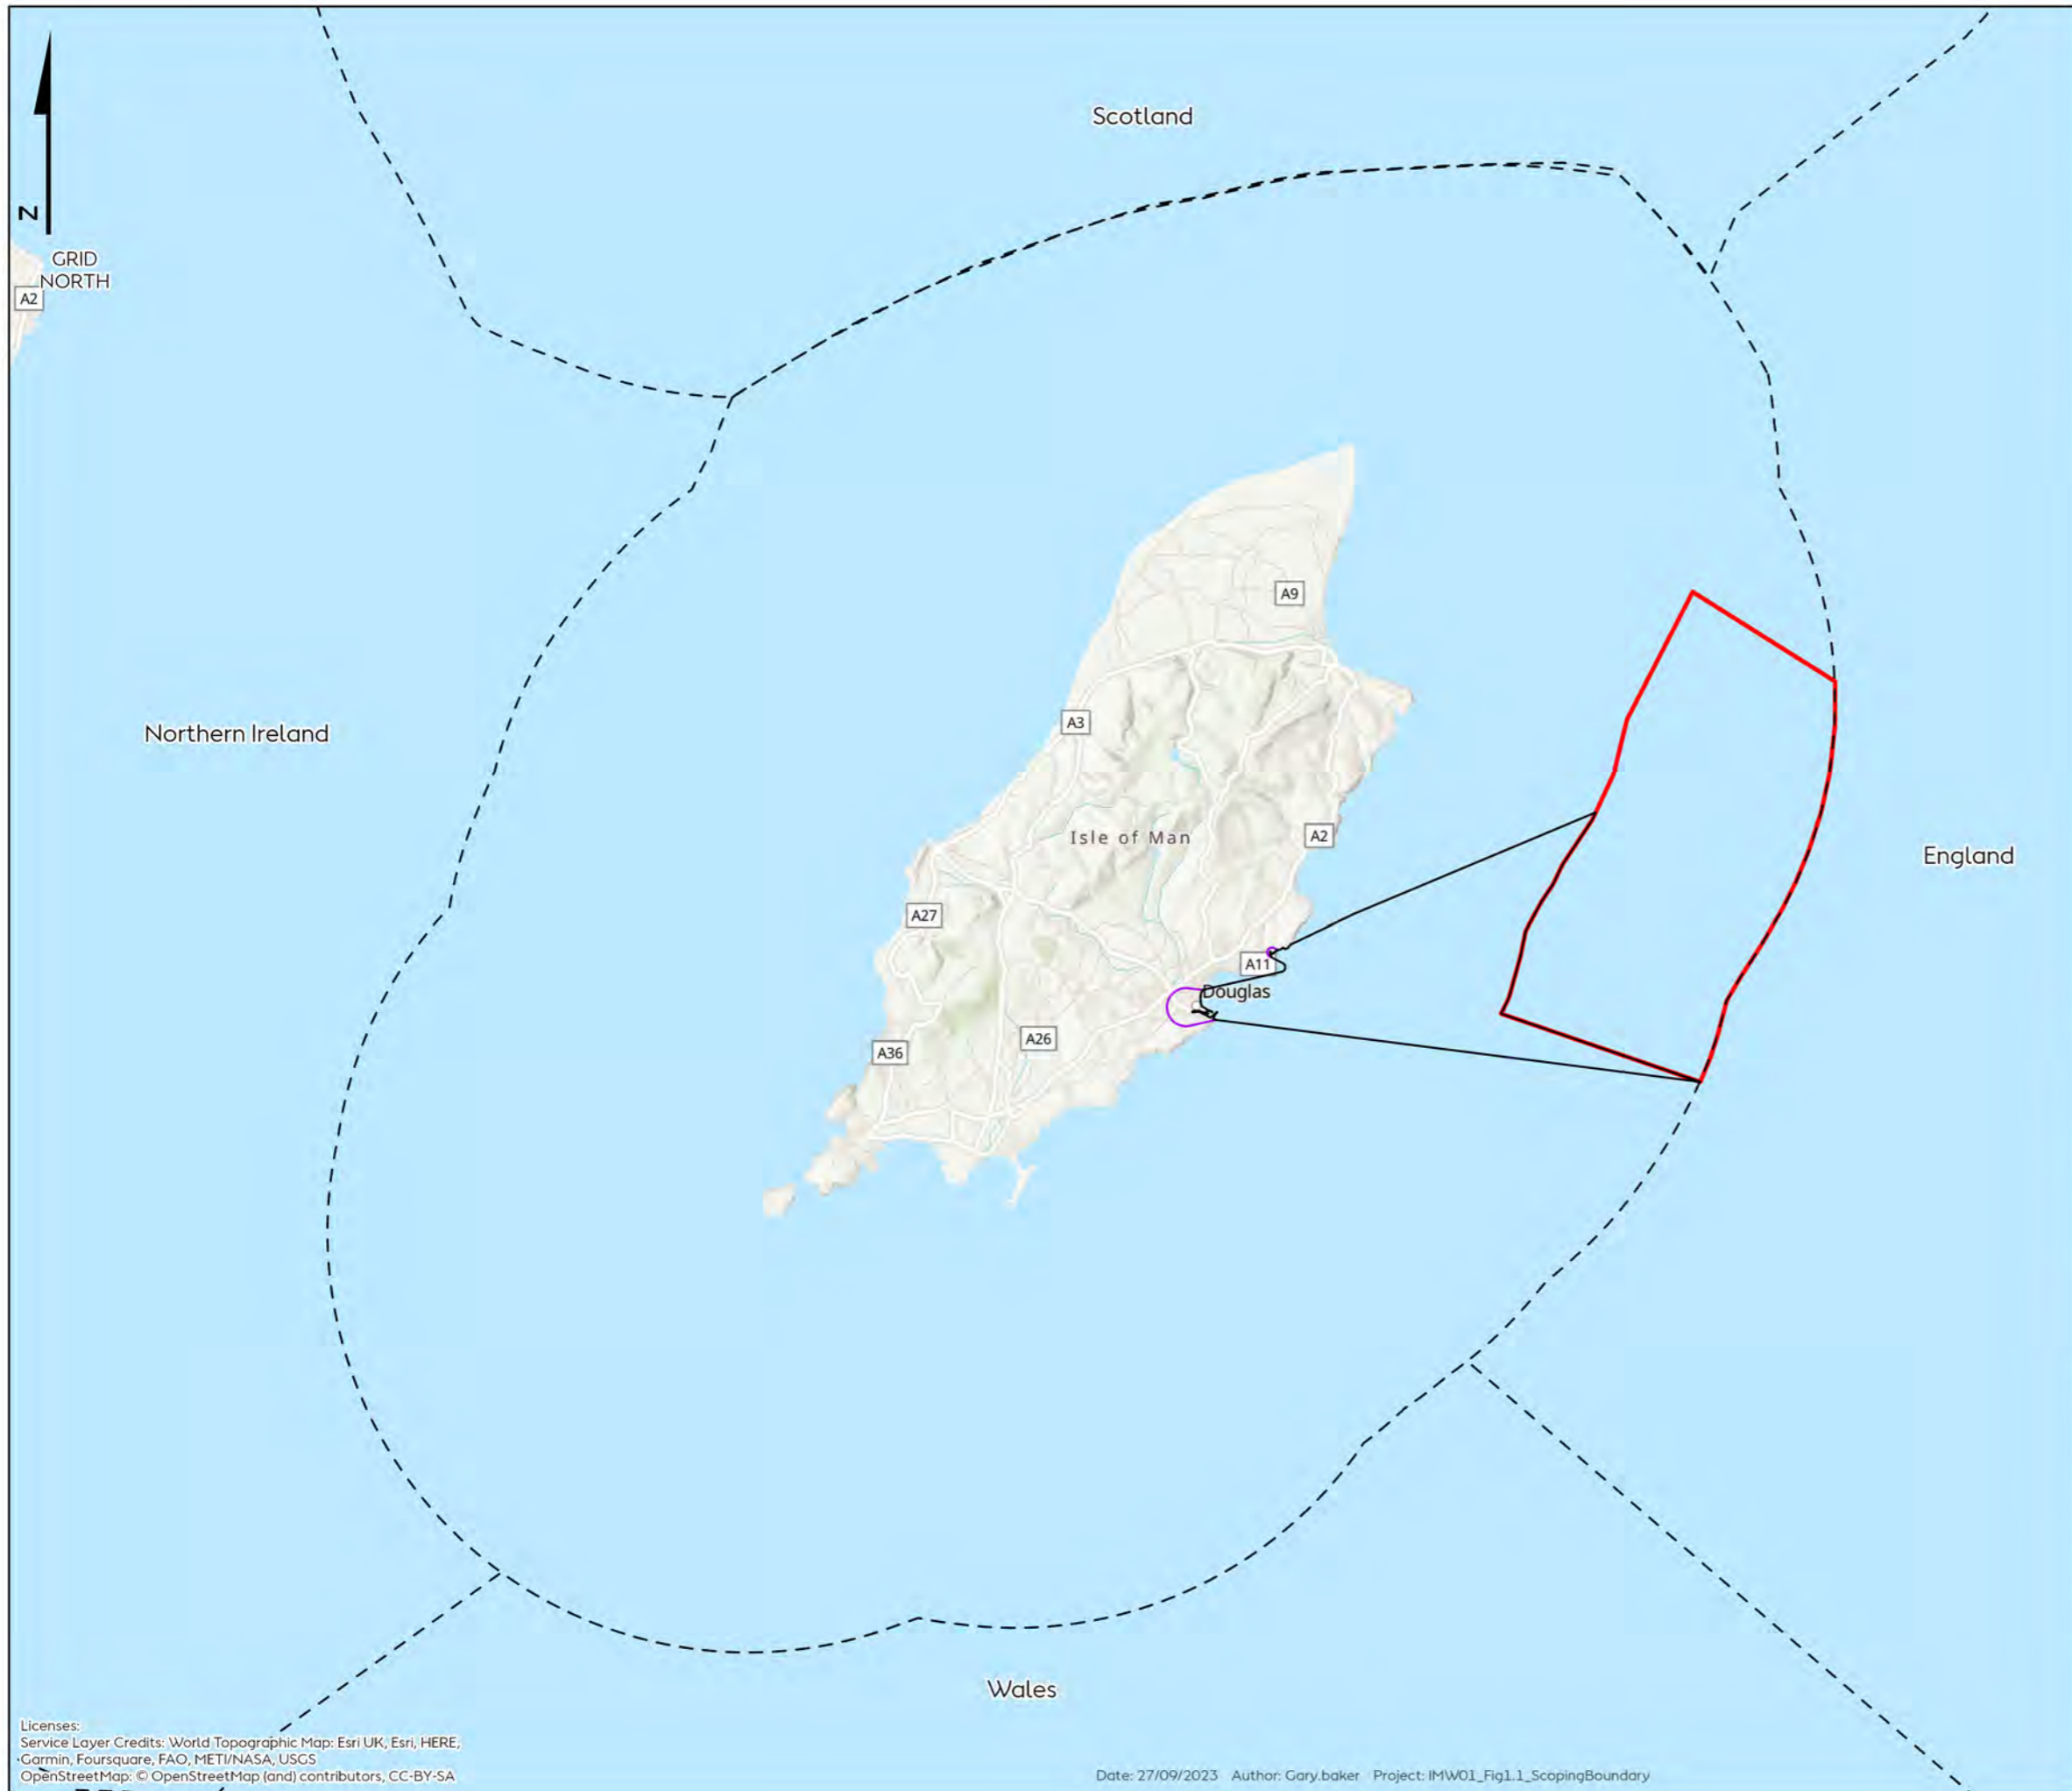 Scotland
N
GRID
NORTH
A2
A9
Northern Ireland
A3
Isle of Man
A2
England
A27
A11
Douglas
A26
A36
Wales
Licenses:
Service Layer Credits: World Topographic Map: Esri UK, Esri, HERE,
Garmin, Foursquare, FAO, METI/NASA, USGS
OpenStreetMap: © OpenStreetMap (and) contributors, CC-BY-SA
Date: 27/09/2023 Author: Gary.baker Project: IMW01_Fig1.1_ScopingBoundary